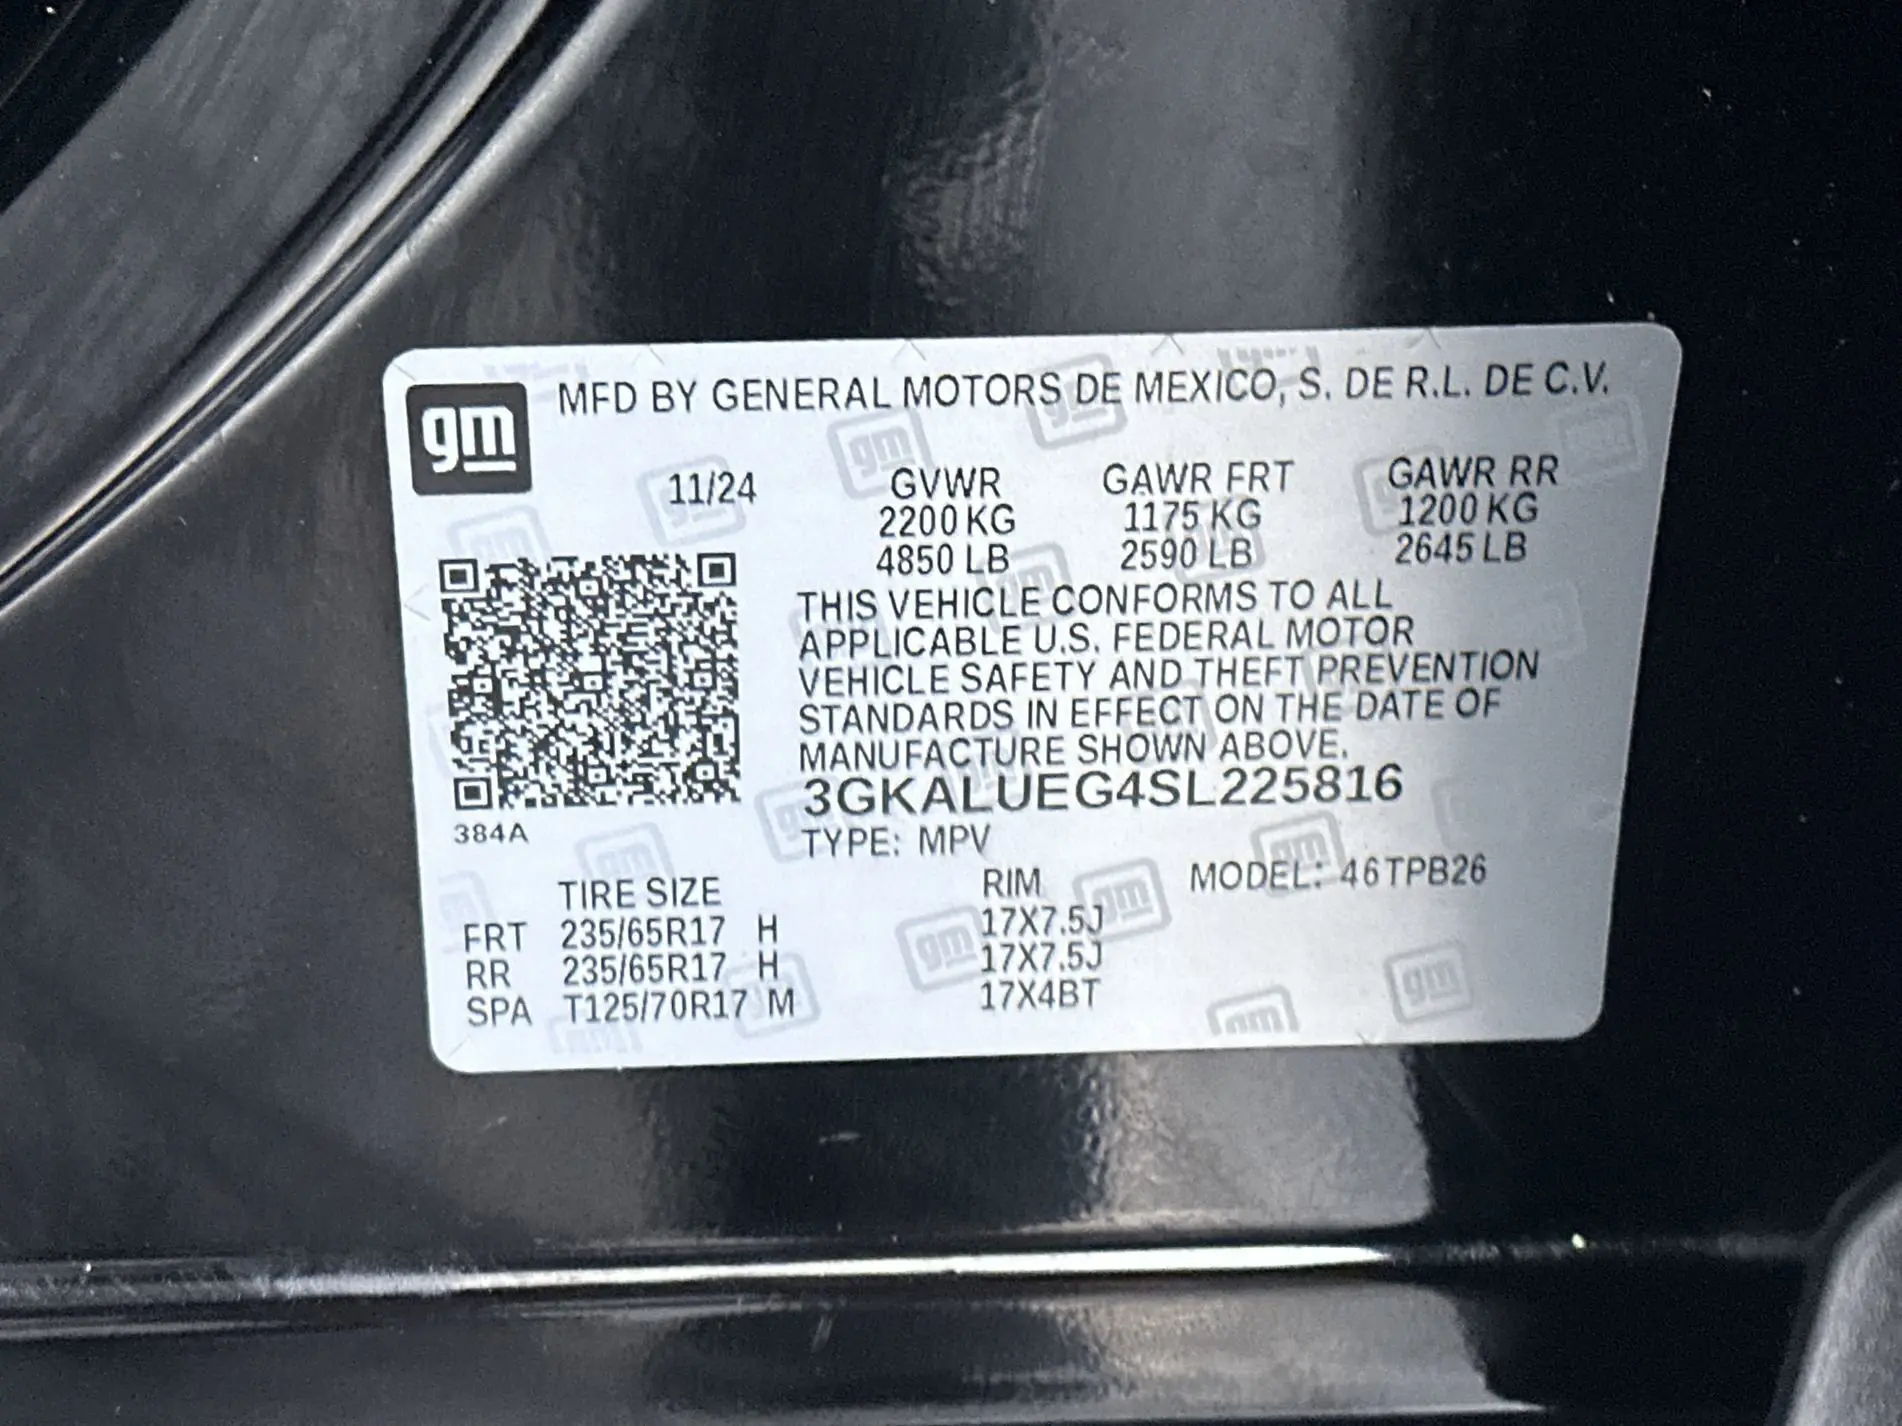 gm
MFD BY GENERAL MOTORS DE MEXICO, S. DE R.L. DE C.V.
11/24 GVWR GAWR FRT GAWR RR
2200 KG 1175 KG 1200 KG
4850 LB 2590 LB 2645 LB
THIS VEHICLE CONFORMS TO ALL
APPLICABLE U.S. FEDERAL MOTOR
VEHICLE SAFETY AND THEFT PREVENTION
STANDARDS IN EFFECT ON THE DATE OF
MANUFACTURE SHOWN ABOVE.
3GKALUEG4SL225816
384A
TYPE: MPV
TIRE SIZE RIM MODEL: 46TPB26
FRT 235/65R17 H 17X7.5J
RR 235/65R17 H 17X7.5J
SPA T125/70R17 M 17X4BT